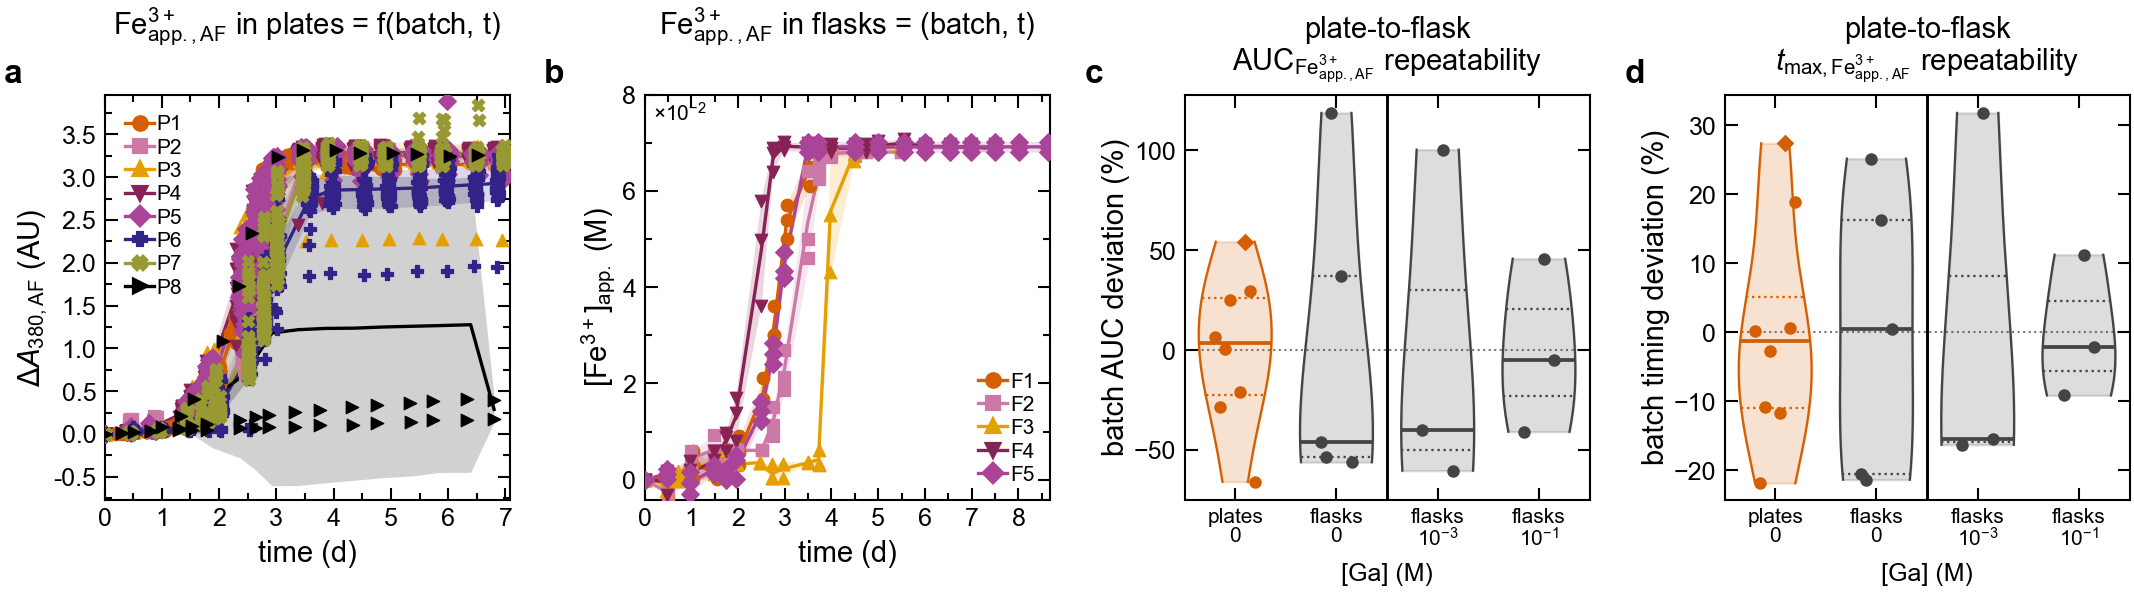 a
Fe³⁺app., AF in plates = f(batch, t)
ΔA380, AF (AU)
3.5
3.0
2.5
2.0
1.5
1.0
0.5
0.0
-0.5
P1
P2
P3
P4
P5
P6
P7
P8
0 1 2 3 4 5 6 7
time (d)
b
Fe³⁺app., AF in flasks = (batch, t)
[Fe³⁺]app. (M)
×10⁻²
8
6
4
2
0
F1
F2
F3
F4
F5
0 1 2 3 4 5 6 7 8
time (d)
c
plate-to-flask
AUCFe³⁺app., AF repeatability
batch AUC deviation (%)
100
50
0
−50
plates flasks flasks flasks
0 0 10⁻³ 10⁻¹
[Ga] (M)
d
plate-to-flask
tmax, Fe³⁺app., AF repeatability
batch timing deviation (%)
30
20
10
0
−10
−20
plates flasks flasks flasks
0 0 10⁻³ 10⁻¹
[Ga] (M)